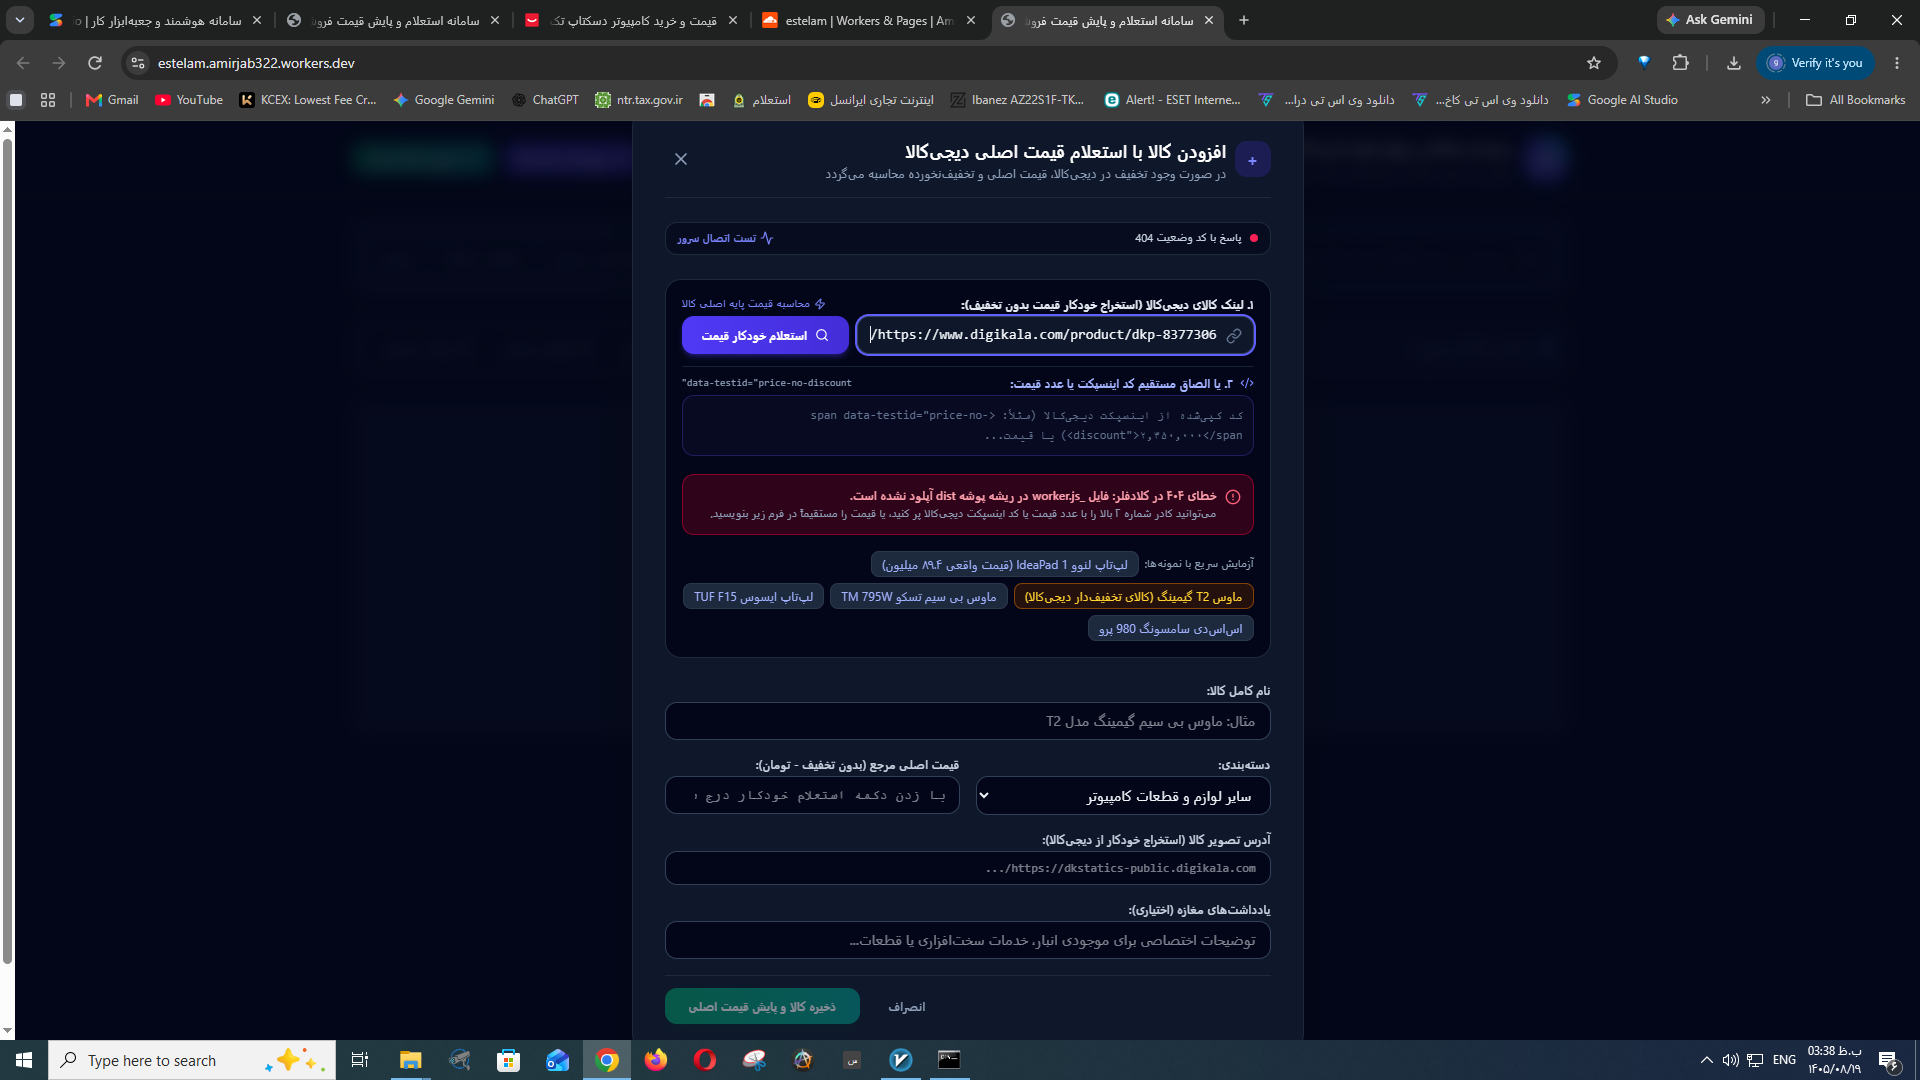 سامانه هوشمند و جعبه‌ابزار کار | io
سامانه استعلام و پایش قیمت فروش
قیمت و خرید کامپیوتر دسکتاپ تک
estelam | Workers & Pages | Am
سامانه استعلام و پایش قیمت فروش
Ask Gemini
estelam.amirjab322.workers.dev
Verify it's you
Gmail
YouTube
KCEX: Lowest Fee Cr...
Google Gemini
ChatGPT
ntr.tax.gov.ir
استعلام
اینترنت تجاری ایرانسل
Ibanez AZ22S1F-TK...
Alert! - ESET Interne...
دانلود وی اس تی درا...
دانلود وی اس تی کاخ...
Google AI Studio
All Bookmarks
افزودن کالا با استعلام قیمت اصلی دیجی‌کالا
در صورت وجود تخفیف در دیجی‌کالا، قیمت اصلی و تخفیف‌نخورده محاسبه می‌گردد
پاسخ با کد وضعیت 404
تست اتصال سرور
۱. لینک کالای دیجی‌کالا (استخراج خودکار قیمت بدون تخفیف):
محاسبه قیمت پایه اصلی کالا
/https://www.digikala.com/product/dkp-8377306
استعلام خودکار قیمت
۲. یا الصاق مستقیم کد اینسپکت یا عدد قیمت:
"data-testid="price-no-discount
کد کپی‌شده از اینسپکت دیجی‌کالا (مثلاً: <span data-testid="price-no-
discount">۲,۳۵۰,۰۰۰</span>) یا قیمت...
خطای ۴۰۴ در کلادفلر: فایل _worker.js در ریشه پوشه dist آپلود نشده است.
می‌توانید کادر شماره ۲ بالا را با عدد قیمت یا کد اینسپکت دیجی‌کالا پر کنید، یا قیمت را مستقیماً در فرم زیر بنویسید.
آزمایش سریع با نمونه‌ها:
لپ‌تاپ لنوو IdeaPad 1 (قیمت واقعی ۸۹.۴ میلیون)
ماوس T2 گیمینگ (کالای تخفیف‌دار دیجی‌کالا)
ماوس بی سیم تسکو TM 795W
لپ‌تاپ ایسوس TUF F15
اس‌اس‌دی سامسونگ 980 پرو
نام کامل کالا:
مثال: ماوس بی سیم گیمینگ مدل T2
دسته‌بندی:
قیمت اصلی مرجع (بدون تخفیف - تومان):
سایر لوازم و قطعات کامپیوتر
با زدن دکمه استعلام خودکار درج
آدرس تصویر کالا (استخراج خودکار از دیجی‌کالا):
.../https://dkstatics-public.digikala.com
یادداشت‌های مغازه (اختیاری):
توضیحات اختصاصی برای موجودی انبار، خدمات سخت‌افزاری یا قطعات...
انصراف
ذخیره کالا و پایش قیمت اصلی
Type here to search
ENG
03:38 ب.ظ
۱۴۰۵/۰۸/۱۹